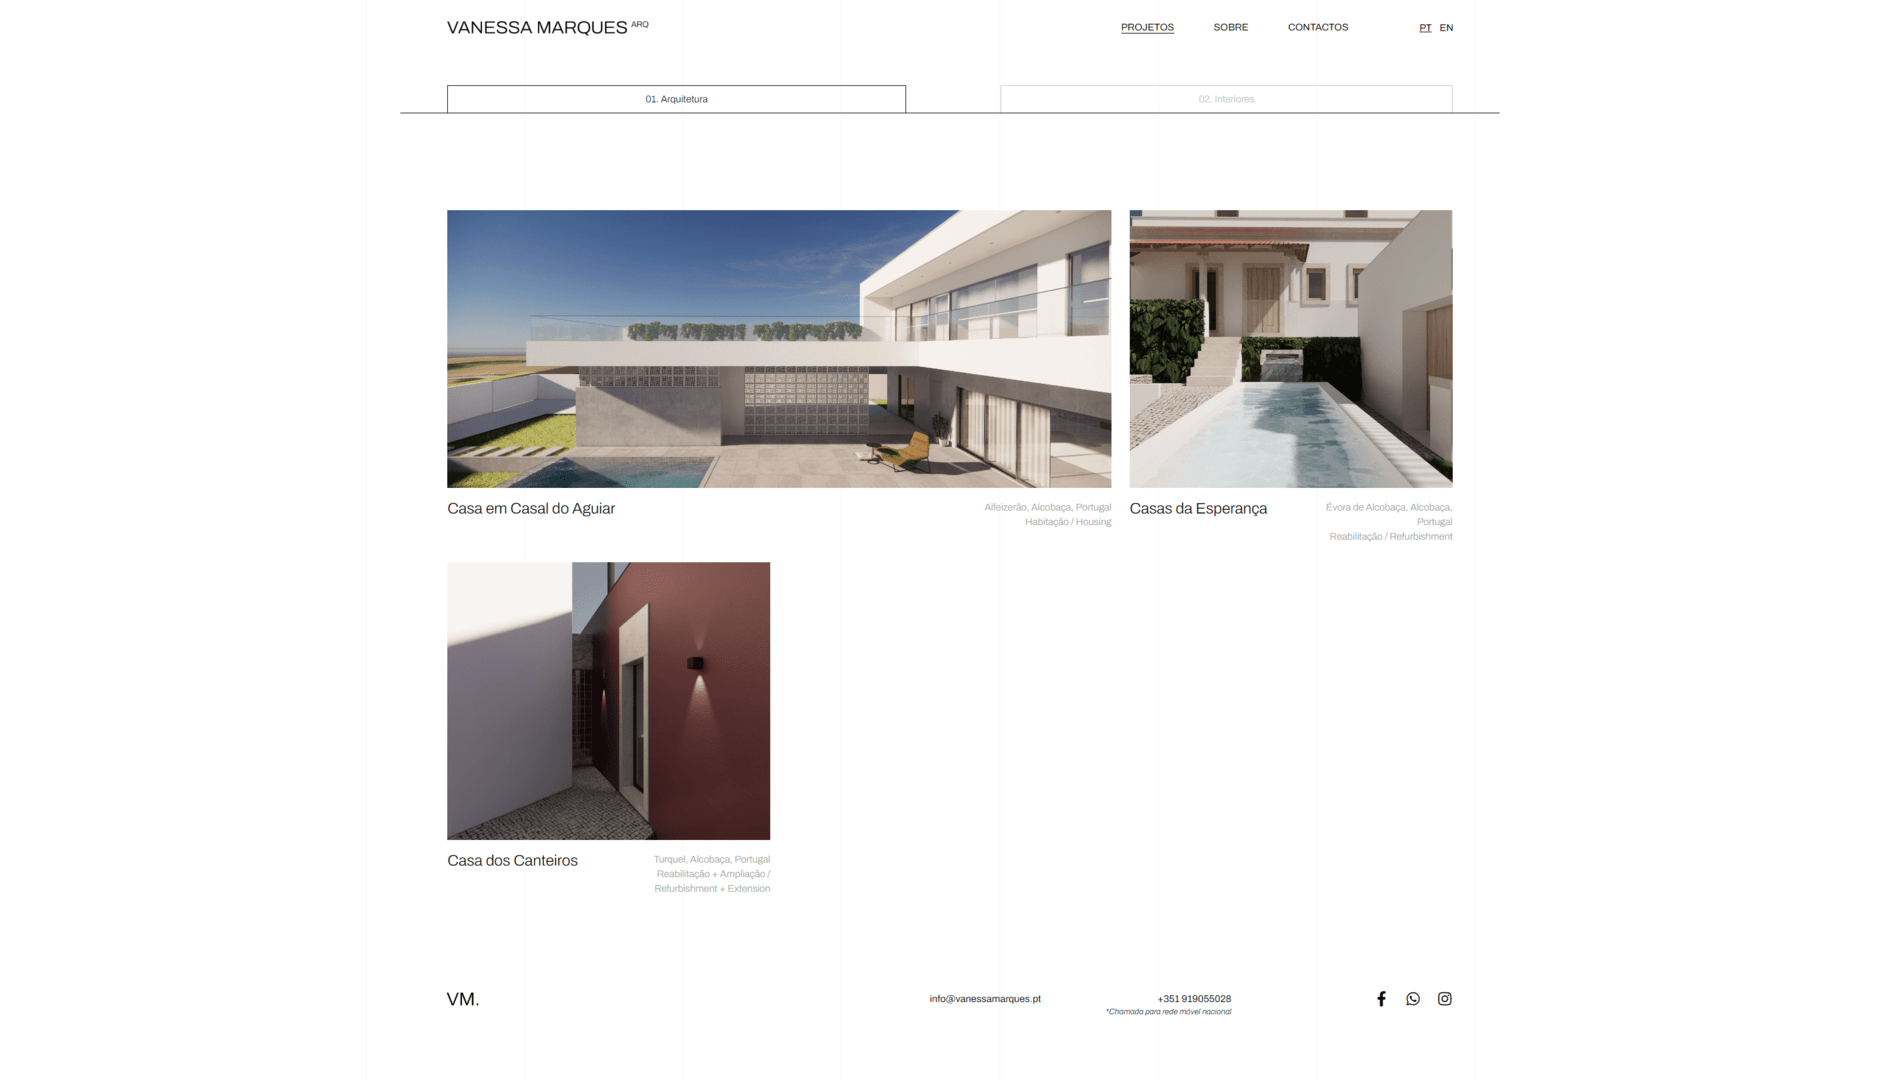 VANESSA MARQUES ARQ
PROJETOS
SOBRE
CONTACTOS
PT EN
01. Arquitetura
02. Interiores
Casa em Casal do Aguiar
Alfeizerão, Alcobaça, Portugal
Habitação / Housing
Casas da Esperança
Évora de Alcobaça, Alcobaça,
Portugal
Reabilitação / Refurbishment
Casa dos Canteiros
Turquel, Alcobaça, Portugal
Reabilitação + Ampliação /
Refurbishment + Extension
VM.
info@vanessamarques.pt
+351 919055028
*Chamada para rede móvel nacional